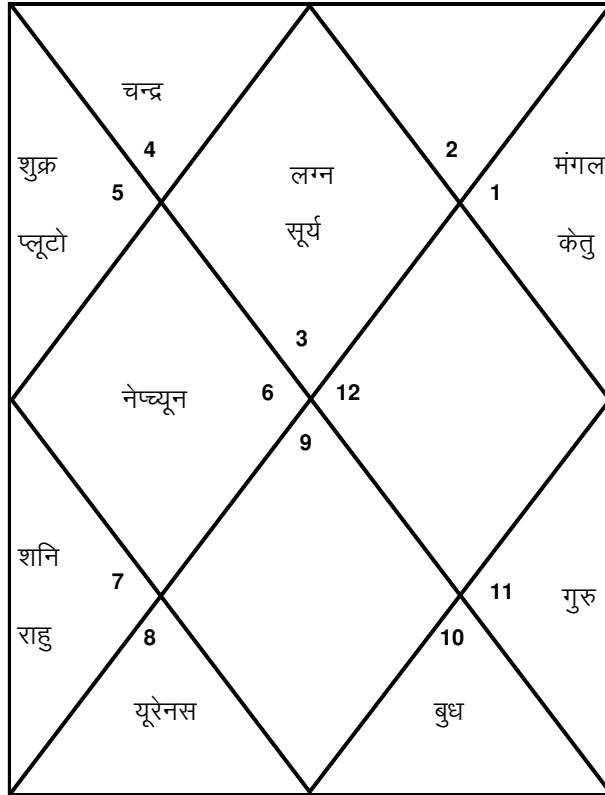 चन्द्र
4
2
शुक्र
लग्न
मंगल
5
1
सूर्य
प्लूटो
केतु
3
नेप्च्यून
6
12
9
शनि
7
11
गुरु
राहु
8
10
यूरेनस
बुध